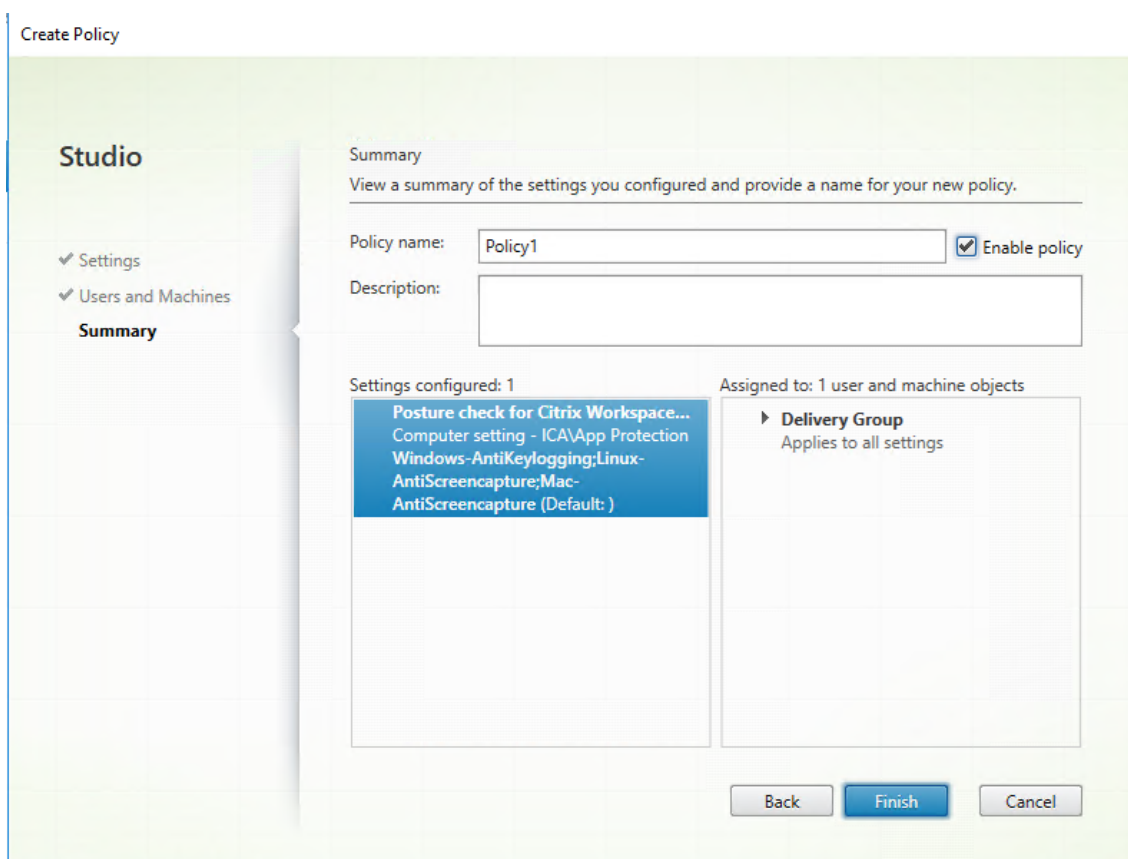 Create Policy
Studio
Settings
Users and Machines
Summary
Summary
View a summary of the settings you configured and provide a name for your new policy.
Policy name:
Policy1
Enable policy
Description:
Settings configured: 1
Posture check for Citrix Workspace...
Computer setting - ICA\App Protection
Windows-AntiKeylogging;Linux-
AntiScreencapture;Mac-
AntiScreencapture (Default: )
Assigned to: 1 user and machine objects
Delivery Group
Applies to all settings
Back
Finish
Cancel